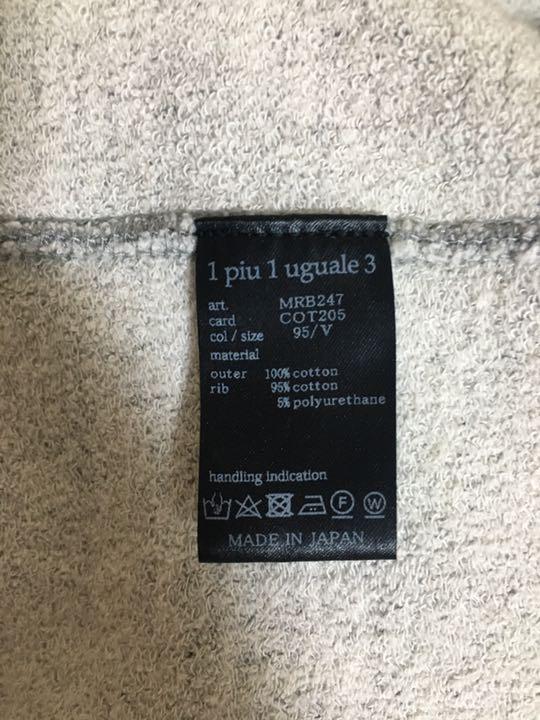 1 piu 1 uguale 3
art. MRB247
card COT205
col / size 95/V
material
outer 100% cotton
rib 95% cotton
5% polyurethane
handling indication
F W
MADE IN JAPAN